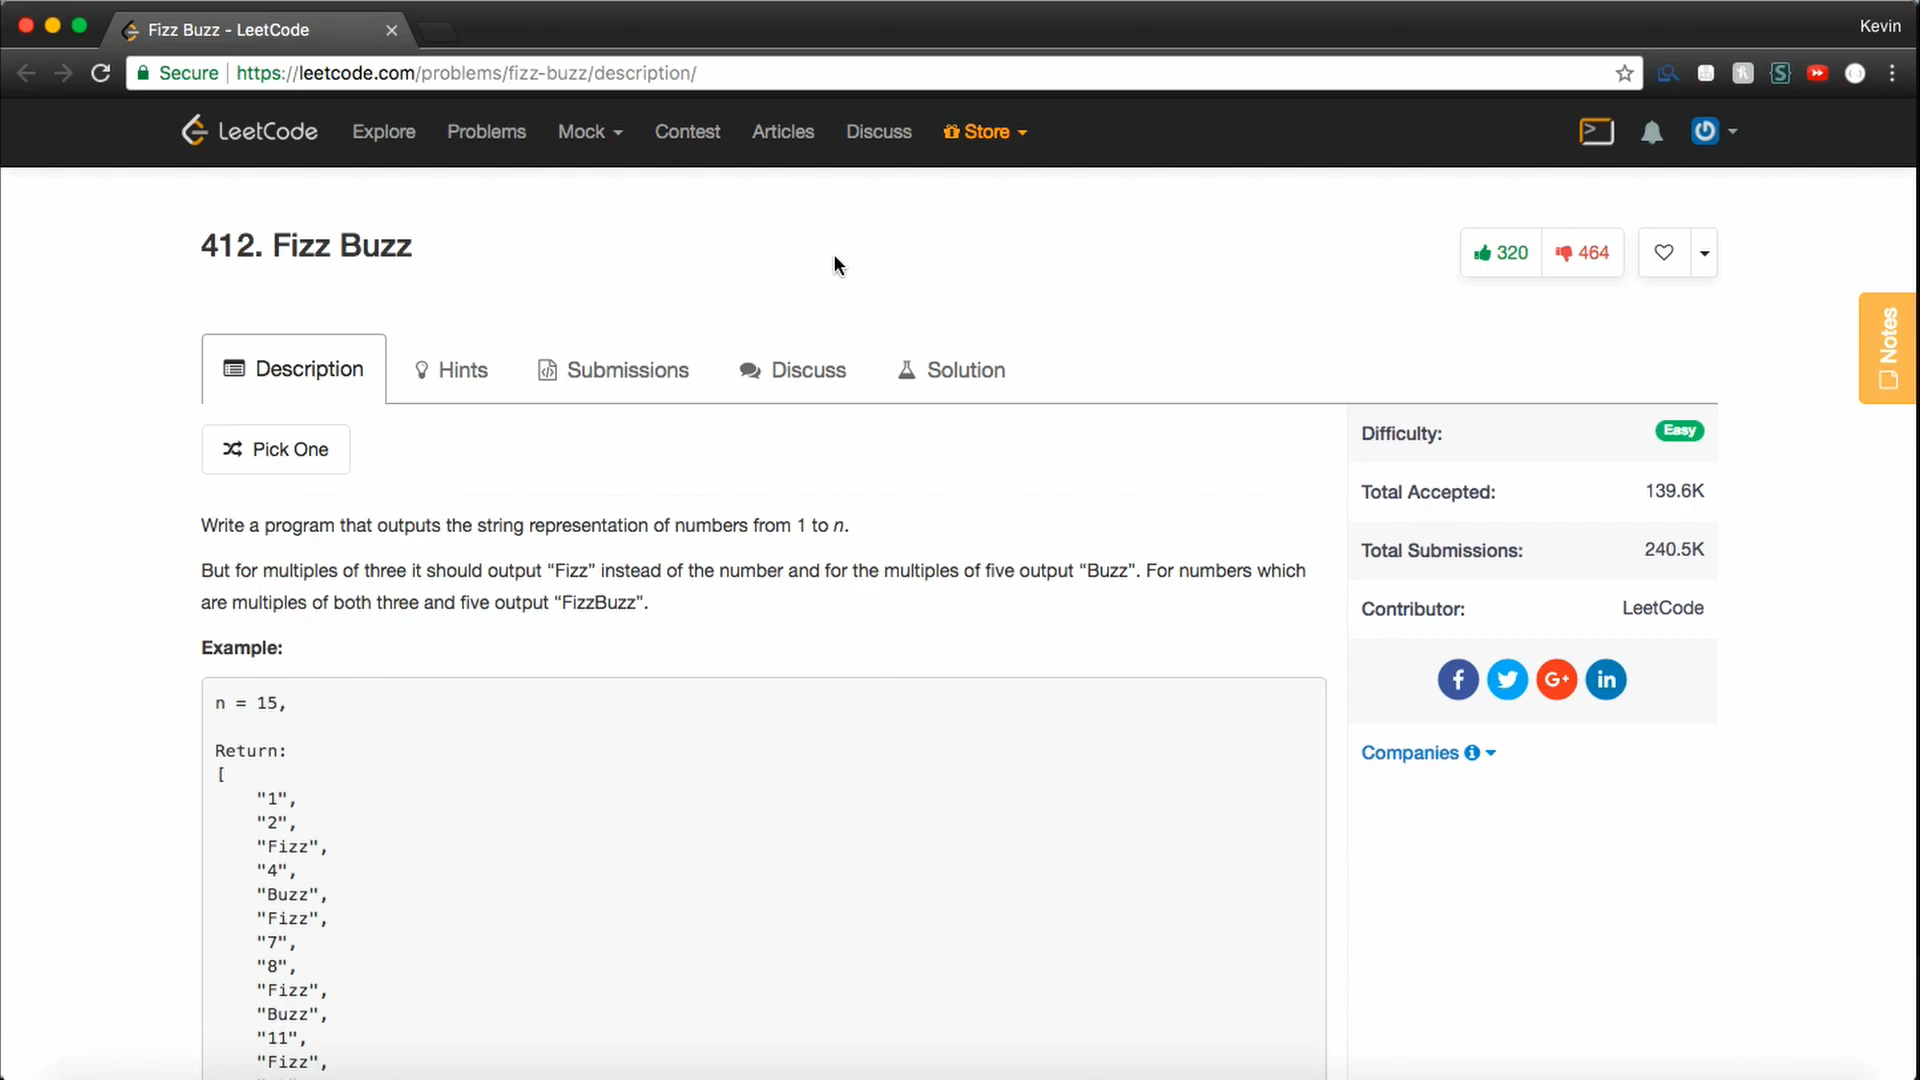 Fizz Buzz - LeetCode
Kevin
Secure https://leetcode.com/problems/fizz-buzz/description/
LeetCode Explore Problems Mock Contest Articles Discuss Store
412. Fizz Buzz
320 464
Notes
Description Hints Submissions Discuss Solution
Pick One
Write a program that outputs the string representation of numbers from 1 to n.
But for multiples of three it should output “Fizz” instead of the number and for the multiples of five output “Buzz”. For numbers which
are multiples of both three and five output “FizzBuzz”.
Example:
n = 15,
Return:
[
"1",
"2",
"Fizz",
"4",
"Buzz",
"Fizz",
"7",
"8",
"Fizz",
"Buzz",
"11",
"Fizz",
Difficulty: Easy
Total Accepted: 139.6K
Total Submissions: 240.5K
Contributor: LeetCode
Companies